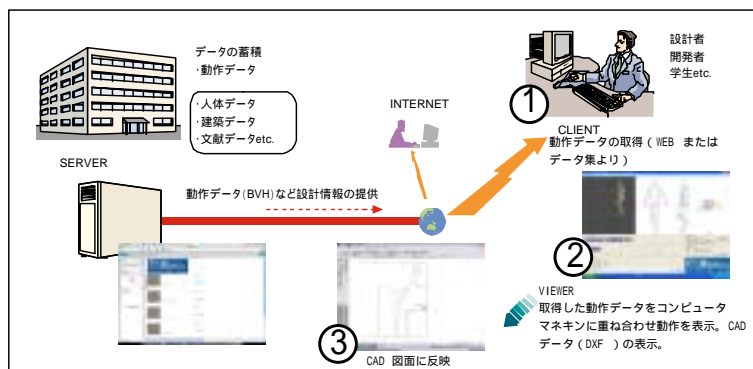 データの蓄積
・動作データ
・人体データ
・建築データ
・文献データetc.
SERVER
動作データ(BVH)など設計情報の提供
INTERNET
設計者
開発者
学生etc.
①
CLIENT
動作データの取得（WEB または
データ集より）
②
VIEWER
取得した動作データをコンピュータ
マネキンに重ね合わせ動作を表示。CAD
データ（DXF ）の表示。
③
CAD 図面に反映